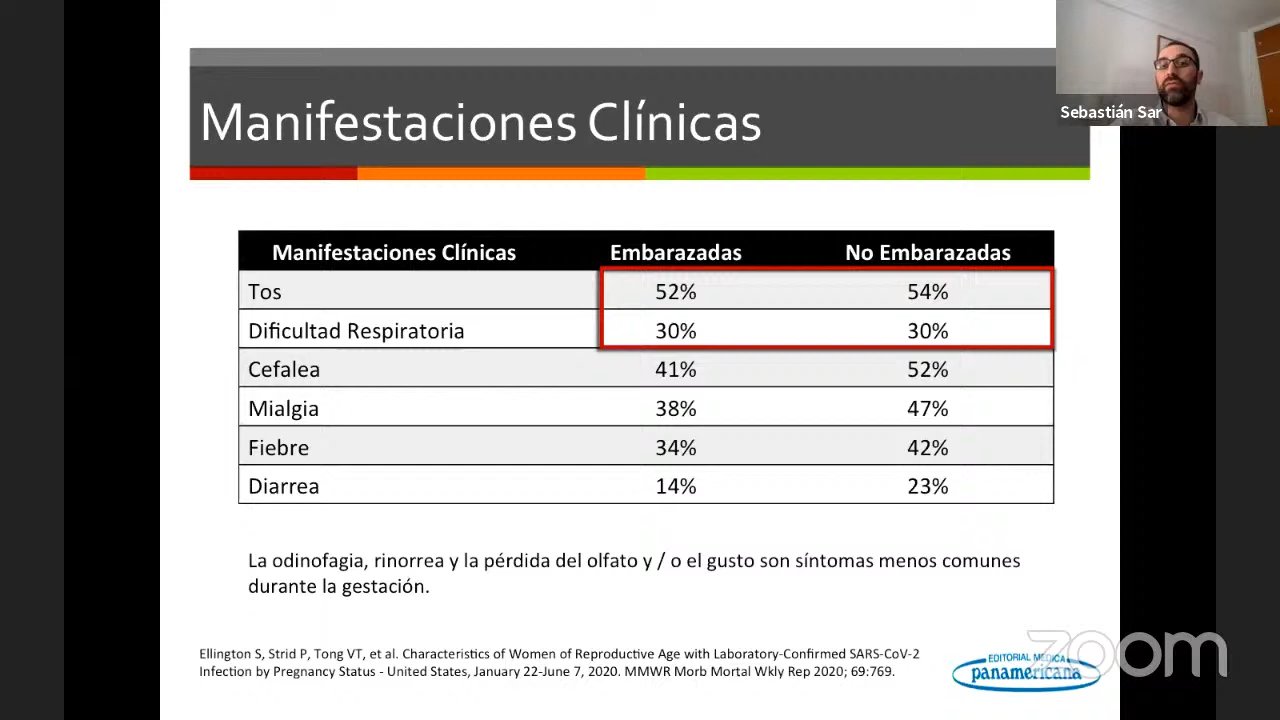 Sebastián Sar
Manifestaciones Clínicas
Manifestaciones Clínicas Embarazadas No Embarazadas
Tos 52% 54%
Dificultad Respiratoria 30% 30%
Cefalea 41% 52%
Mialgia 38% 47%
Fiebre 34% 42%
Diarrea 14% 23%
La odinofagia, rinorrea y la pérdida del olfato y / o el gusto son síntomas menos comunes
durante la gestación.
Ellington S, Strid P, Tong VT, et al. Characteristics of Women of Reproductive Age with Laboratory-Confirmed SARS-CoV-2
Infection by Pregnancy Status - United States, January 22-June 7, 2020. MMWR Morb Mortal Wkly Rep 2020; 69:769.
EDITORIAL MEDICA
panamericana
zoom